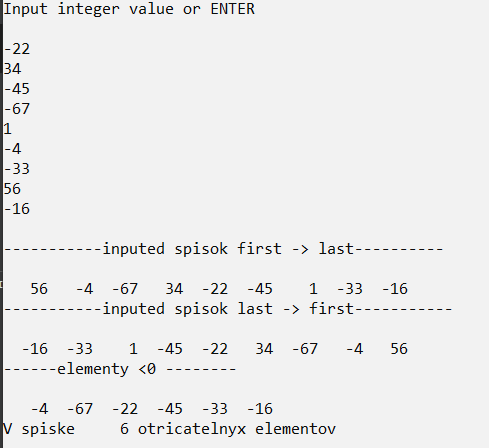 Input integer value or ENTER
-22
34
-45
-67
1
-4
-33
56
-16
-----------inputed spisok first -> last----------
56 -4 -67 34 -22 -45 1 -33 -16
-----------inputed spisok last -> first-----------
-16 -33 1 -45 -22 34 -67 -4 56
------elementy <0 --------
-4 -67 -22 -45 -33 -16
V spiske 6 otricatelnyx elementov